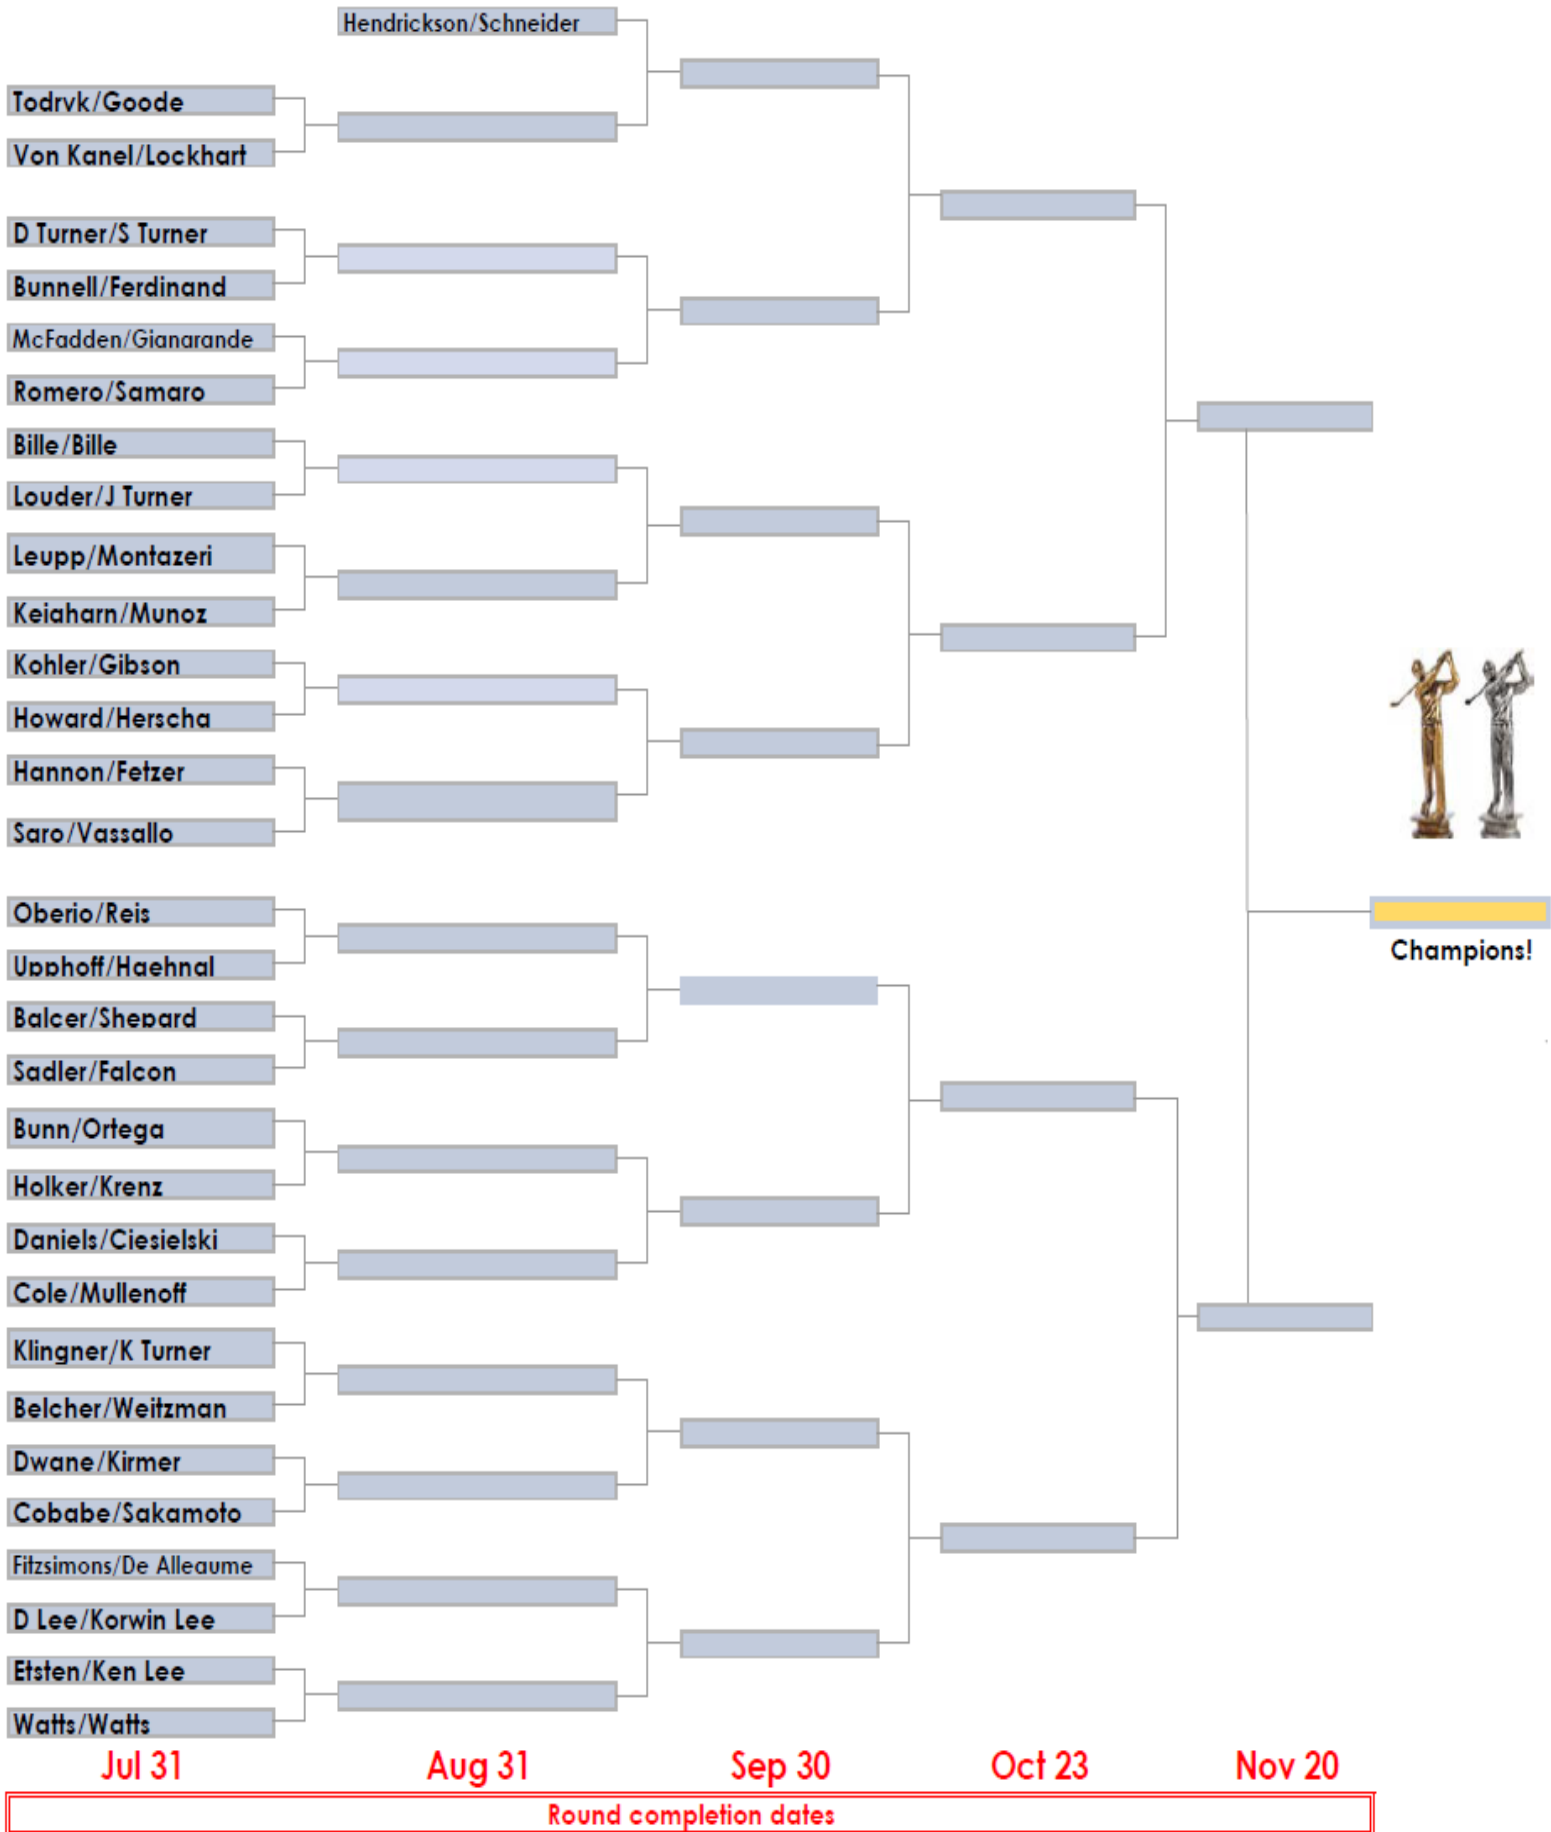 Hendrickson/Schneider
Todrvk/Goode
Von Kanel/Lockhart
D Turner/S Turner
Bunnell/Ferdinand
McFadden/Gianarande
Romero/Samaro
Bille/Bille
Louder/J Turner
Leupp/Montazeri
Keiaharn/Munoz
Kohler/Gibson
Howard/Herscha
Hannon/Fetzer
Saro/Vassallo
Oberio/Reis
Upphoff/Haehnal
Champions!
Balcer/Shepard
Sadler/Falcon
Bunn/Ortega
Holker/Krenz
Daniels/Ciesielski
Cole/Mullenoff
Klingner/K Turner
Belcher/Weitzman
Dwane/Kirmer
Cobabe/Sakamoto
Fitzsimons/De Alleaume
D Lee/Korwin Lee
Etsten/Ken Lee
Watts/Watts
Jul 31 Aug 31 Sep 30 Oct 23 Nov 20
Round completion dates